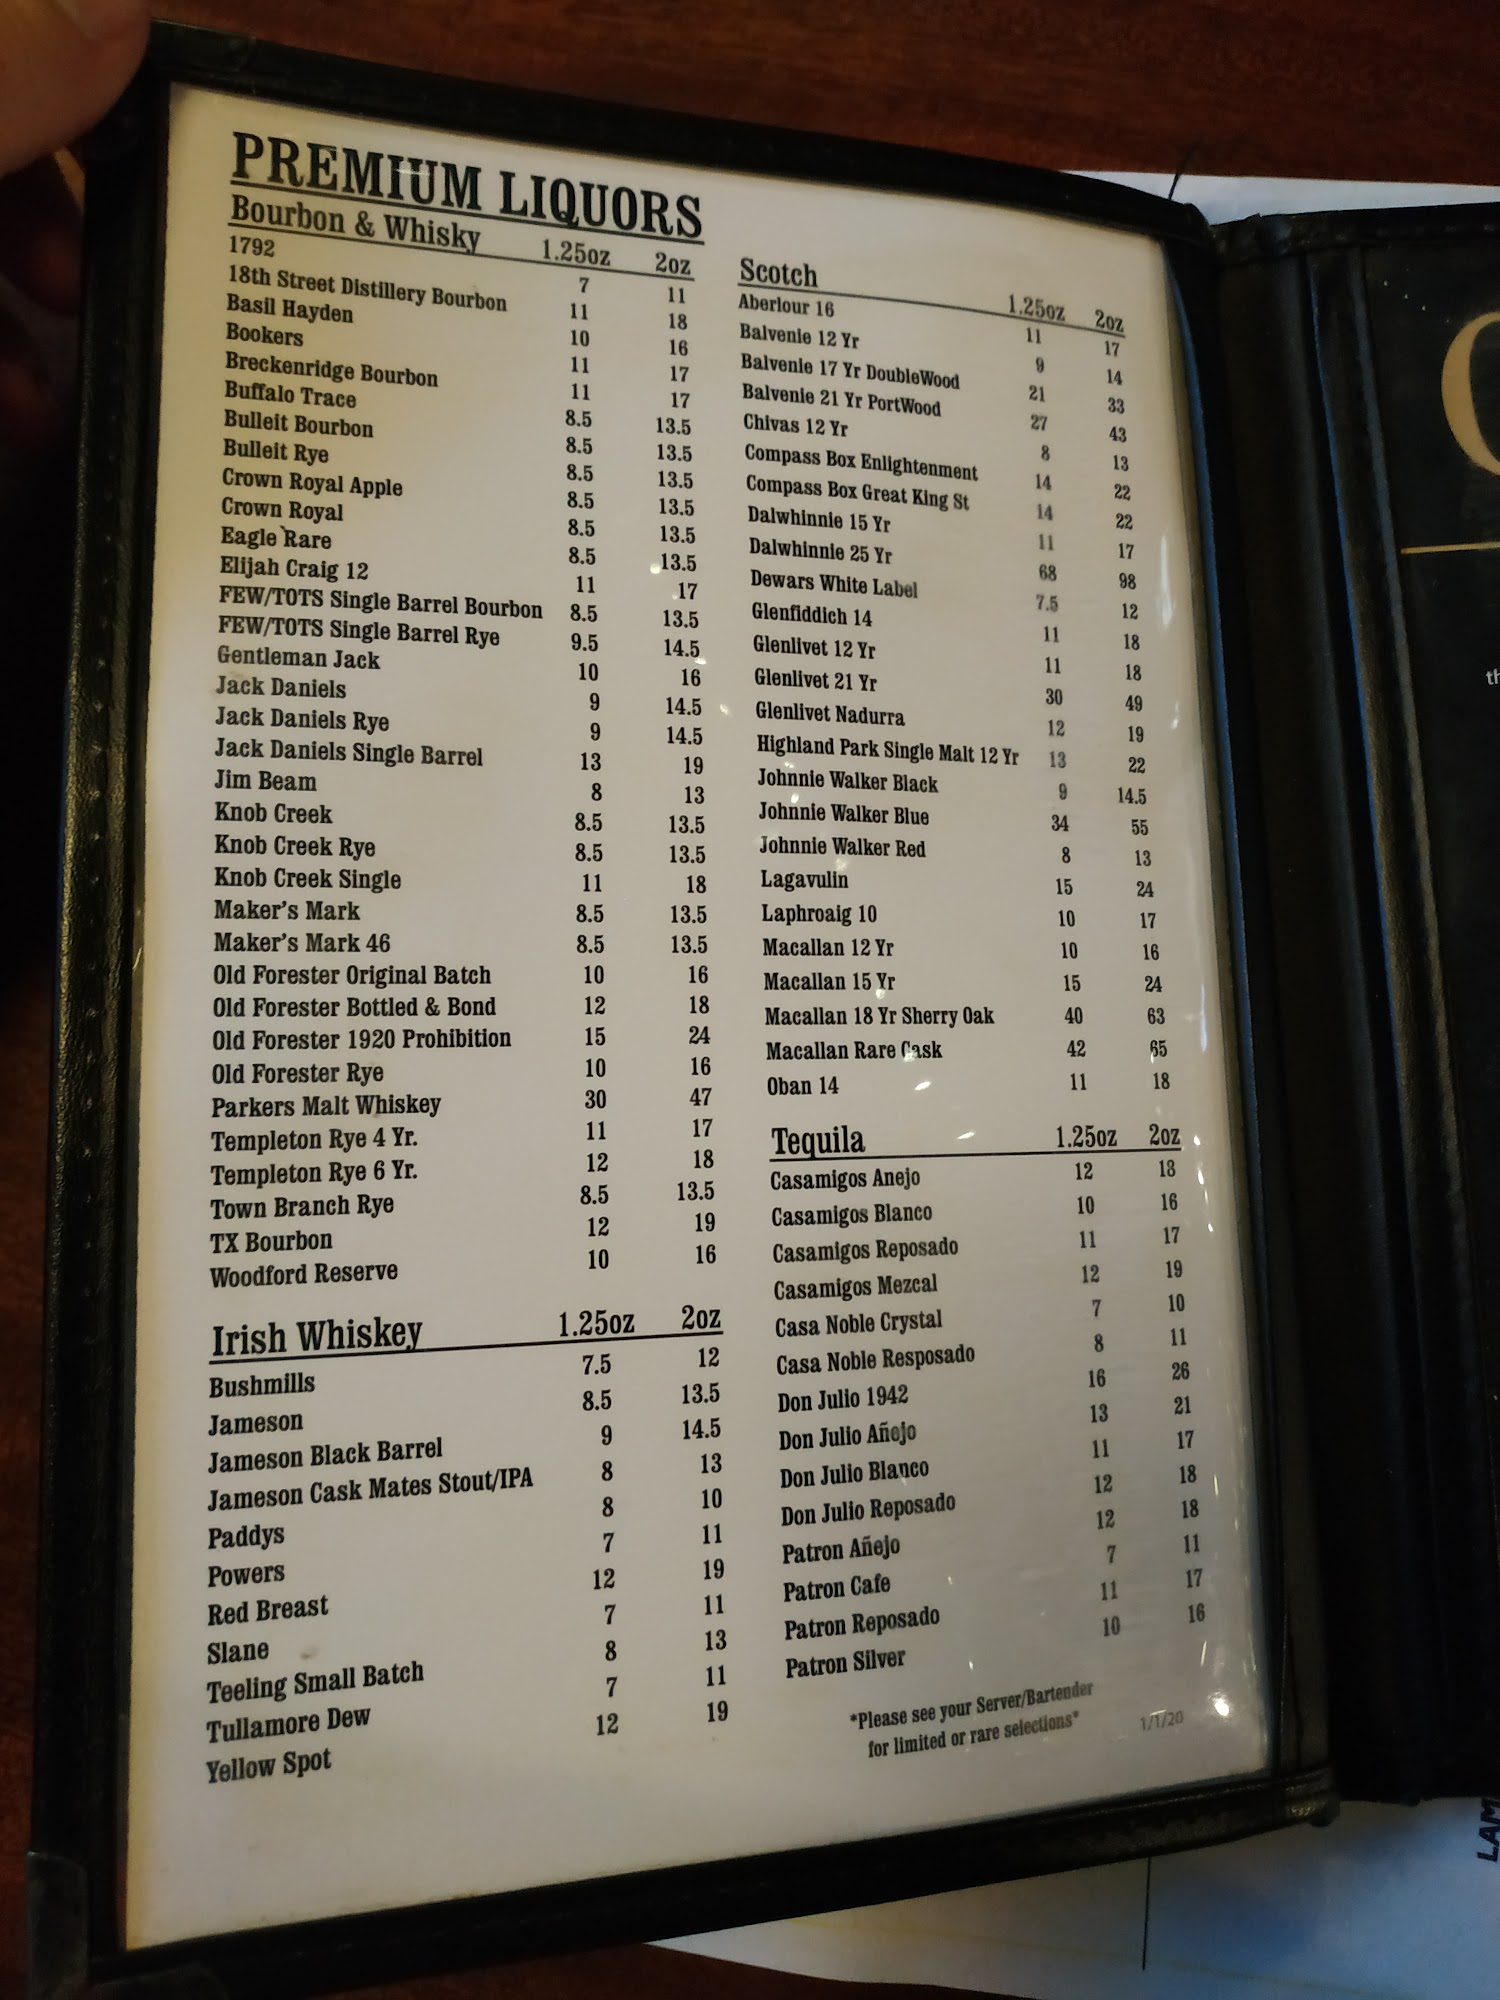 PREMIUM LIQUORS
Bourbon & Whisky 1.25oz 2oz
1792 7 11
18th Street Distillery Bourbon 11 18
Basil Hayden 10 16
Bookers 11 17
Breckenridge Bourbon 11 17
Buffalo Trace 8.5 13.5
Bulleit Bourbon 8.5 13.5
Bulleit Rye 8.5 13.5
Crown Royal Apple 8.5 13.5
Crown Royal 8.5 13.5
Eagle Rare 8.5 13.5
Elijah Craig 12 11 17
FEW/TOTS Single Barrel Bourbon 8.5 13.5
FEW/TOTS Single Barrel Rye 9.5 14.5
Gentleman Jack 10 16
Jack Daniels 9 14.5
Jack Daniels Rye 9 14.5
Jack Daniels Single Barrel 13 19
Jim Beam 8 13
Knob Creek 8.5 13.5
Knob Creek Rye 8.5 13.5
Knob Creek Single 11 18
Maker's Mark 8.5 13.5
Maker's Mark 46 8.5 13.5
Old Forester Original Batch 10 16
Old Forester Bottled & Bond 12 18
Old Forester 1920 Prohibition 15 24
Old Forester Rye 10 16
Parkers Malt Whiskey 30 47
Templeton Rye 4 Yr. 11 17
Templeton Rye 6 Yr. 12 18
Town Branch Rye 8.5 13.5
TX Bourbon 12 19
Woodford Reserve 10 16
Irish Whiskey 1.25oz 2oz
Bushmills 7.5 12
Jameson 8.5 13.5
Jameson Black Barrel 9 14.5
Jameson Cask Mates Stout/IPA 8 13
Paddys 8 10
Powers 7 11
Red Breast 12 19
Slane 7 11
Teeling Small Batch 8 13
Tullamore Dew 7 11
Yellow Spot 12 19
Scotch 1.25oz 2oz
Aberlour 16 11 17
Balvenie 12 Yr 9 14
Balvenie 17 Yr DoubleWood 21 33
Balvenie 21 Yr PortWood 27 43
Chivas 12 Yr 8 13
Compass Box Enlightenment 14 22
Compass Box Great King St 14 22
Dalwhinnie 15 Yr 11 17
Dalwhinnie 25 Yr 68 98
Dewars White Label 7.5 12
Glenfiddich 14 11 18
Glenlivet 12 Yr 11 18
Glenlivet 21 Yr 30 49
Glenlivet Nadurra 12 19
Highland Park Single Malt 12 Yr 13 22
Johnnie Walker Black 9 14.5
Johnnie Walker Blue 34 55
Johnnie Walker Red 8 13
Lagavulin 15 24
Laphroaig 10 10 17
Macallan 12 Yr 10 16
Macallan 15 Yr 15 24
Macallan 18 Yr Sherry Oak 40 63
Macallan Rare Cask 42 65
Oban 14 11 18
Tequila 1.25oz 2oz
Casamigos Anejo 12 18
Casamigos Blanco 10 16
Casamigos Reposado 11 17
Casamigos Mezcal 12 19
Casa Noble Crystal 7 10
Casa Noble Resposado 8 11
Don Julio 1942 16 26
Don Julio Añejo 13 21
Don Julio Blanco 11 17
Don Julio Reposado 12 18
Patron Añejo 12 18
Patron Cafe 7 11
Patron Reposado 11 17
Patron Silver 10 16
*Please see your Server/Bartender
for limited or rare selections*
1/1/20